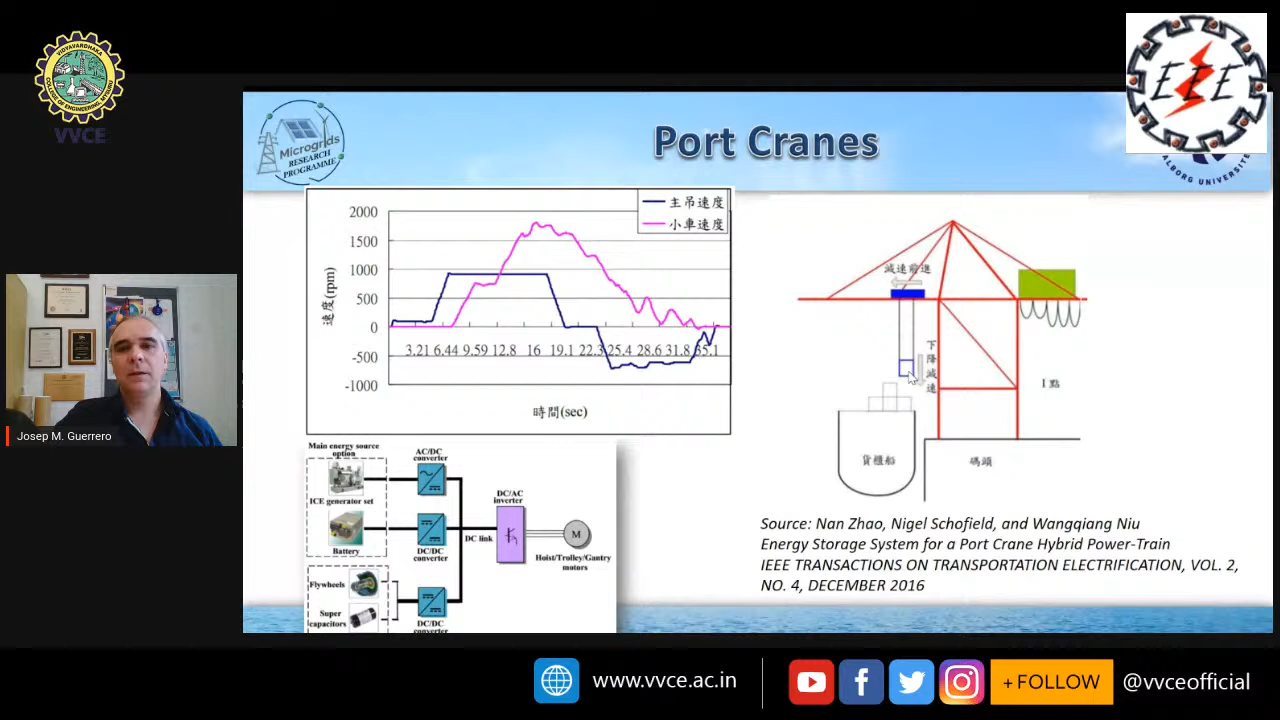 VIDYAVARDHAKA
COLLEGE OF ENGINEERING, MYSURU
VVCE
Microgrids
RESEARCH
PROGRAMME
Port Cranes
EEE
ALBORG UNIVERSITE
主吊速度
小車速度
2000
1500
1000
500
0
-500
-1000
速度(rpm)
3.21 6.44 9.59 12.8 16 19.1 22.3 25.4 28.6 31.8 35.1
時間(sec)
減速前進
下降減速
I 點
貨櫃船
碼頭
Josep M. Guerrero
Main energy source
option
AC/DC
converter
ICE generator set
DC/AC
inverter
Battery
DC/DC
converter
DC link
M
Hoist/Trolley/Gantry
motors
Flywheels
Super
capacitors
DC/DC
converter
Source: Nan Zhao, Nigel Schofield, and Wangqiang Niu
Energy Storage System for a Port Crane Hybrid Power-Train
IEEE TRANSACTIONS ON TRANSPORTATION ELECTRIFICATION, VOL. 2,
NO. 4, DECEMBER 2016
www.vvce.ac.in
+ FOLLOW
@vvceofficial